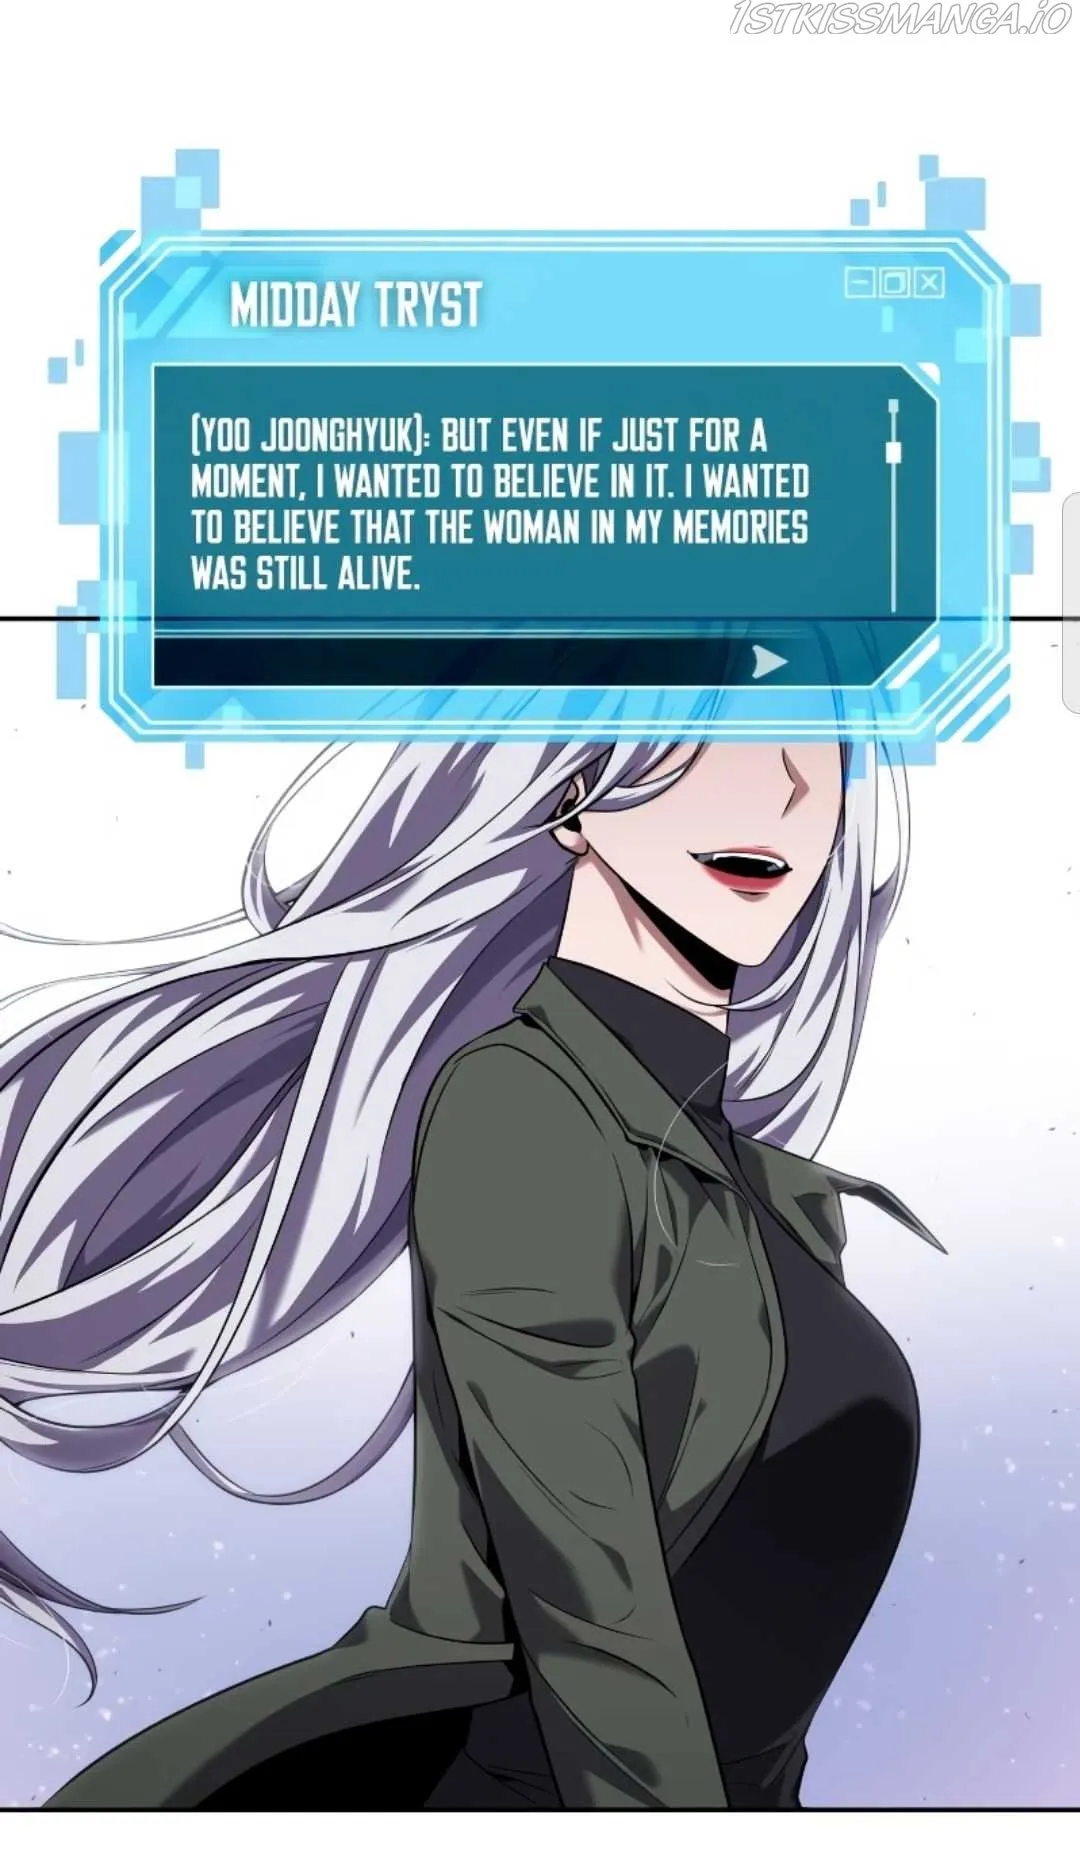 1STKISSMANGA.iO
MIDDAY TRYST
[YOO JOONGHYUK]: BUT EVEN IF JUST FOR A
MOMENT, I WANTED TO BELIEVE IN IT. I WANTED
TO BELIEVE THAT THE WOMAN IN MY MEMORIES
WAS STILL ALIVE.